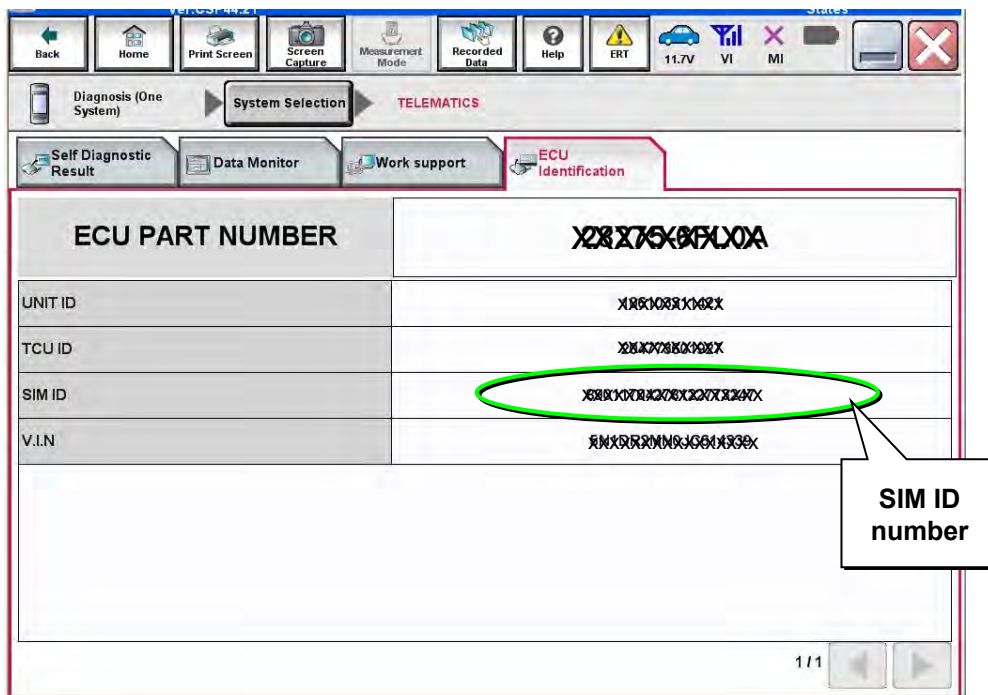 Back
Home
Print Screen
Screen
Capture
Measurement
Mode
Recorded
Data
Help
ERT
11.7V
VI
MI
Diagnosis (One
System)
System Selection
TELEMATICS
Self Diagnostic
Result
Data Monitor
Work support
ECU
Identification
ECU PART NUMBER
UNIT ID
TCU ID
SIM ID
V.I.N
SIM ID
number
1/1